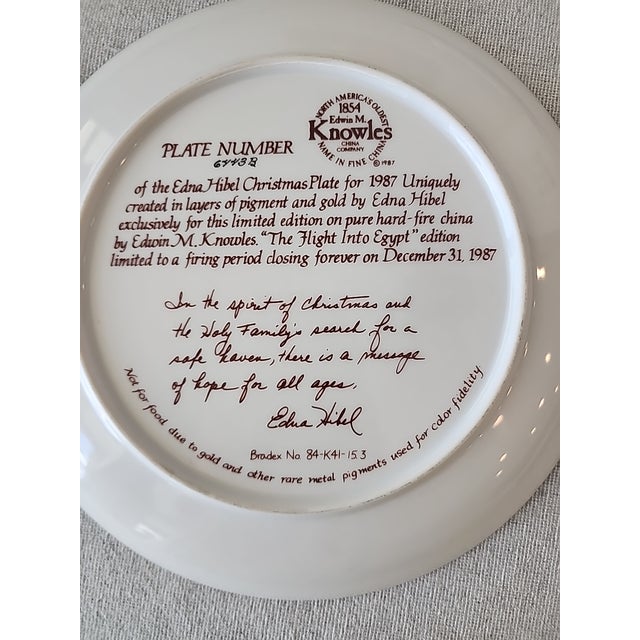 NORTH AMERICA'S OLDEST
1854
Edwin M.
Knowles
CHINA
COMPANY
NAME IN FINE CHINA
©1987
PLATE NUMBER
of the Edna Hibel Christmas Plate for 1987 Uniquely
created in layers of pigment and gold by Edna Hibel
exclusively for this limited edition on pure hard-fire china
by Edwin M. Knowles. "The Flight Into Egypt" edition
limited to a firing period closing forever on December 31, 1987
In the spirit of Christmas and
the Holy Family's search for a
safe haven, there is a message
of hope for all ages.
Edna Hibel
Bradex No. 84-K41-15.3
Not for food due to gold and other rare metal pigments used for color fidelity